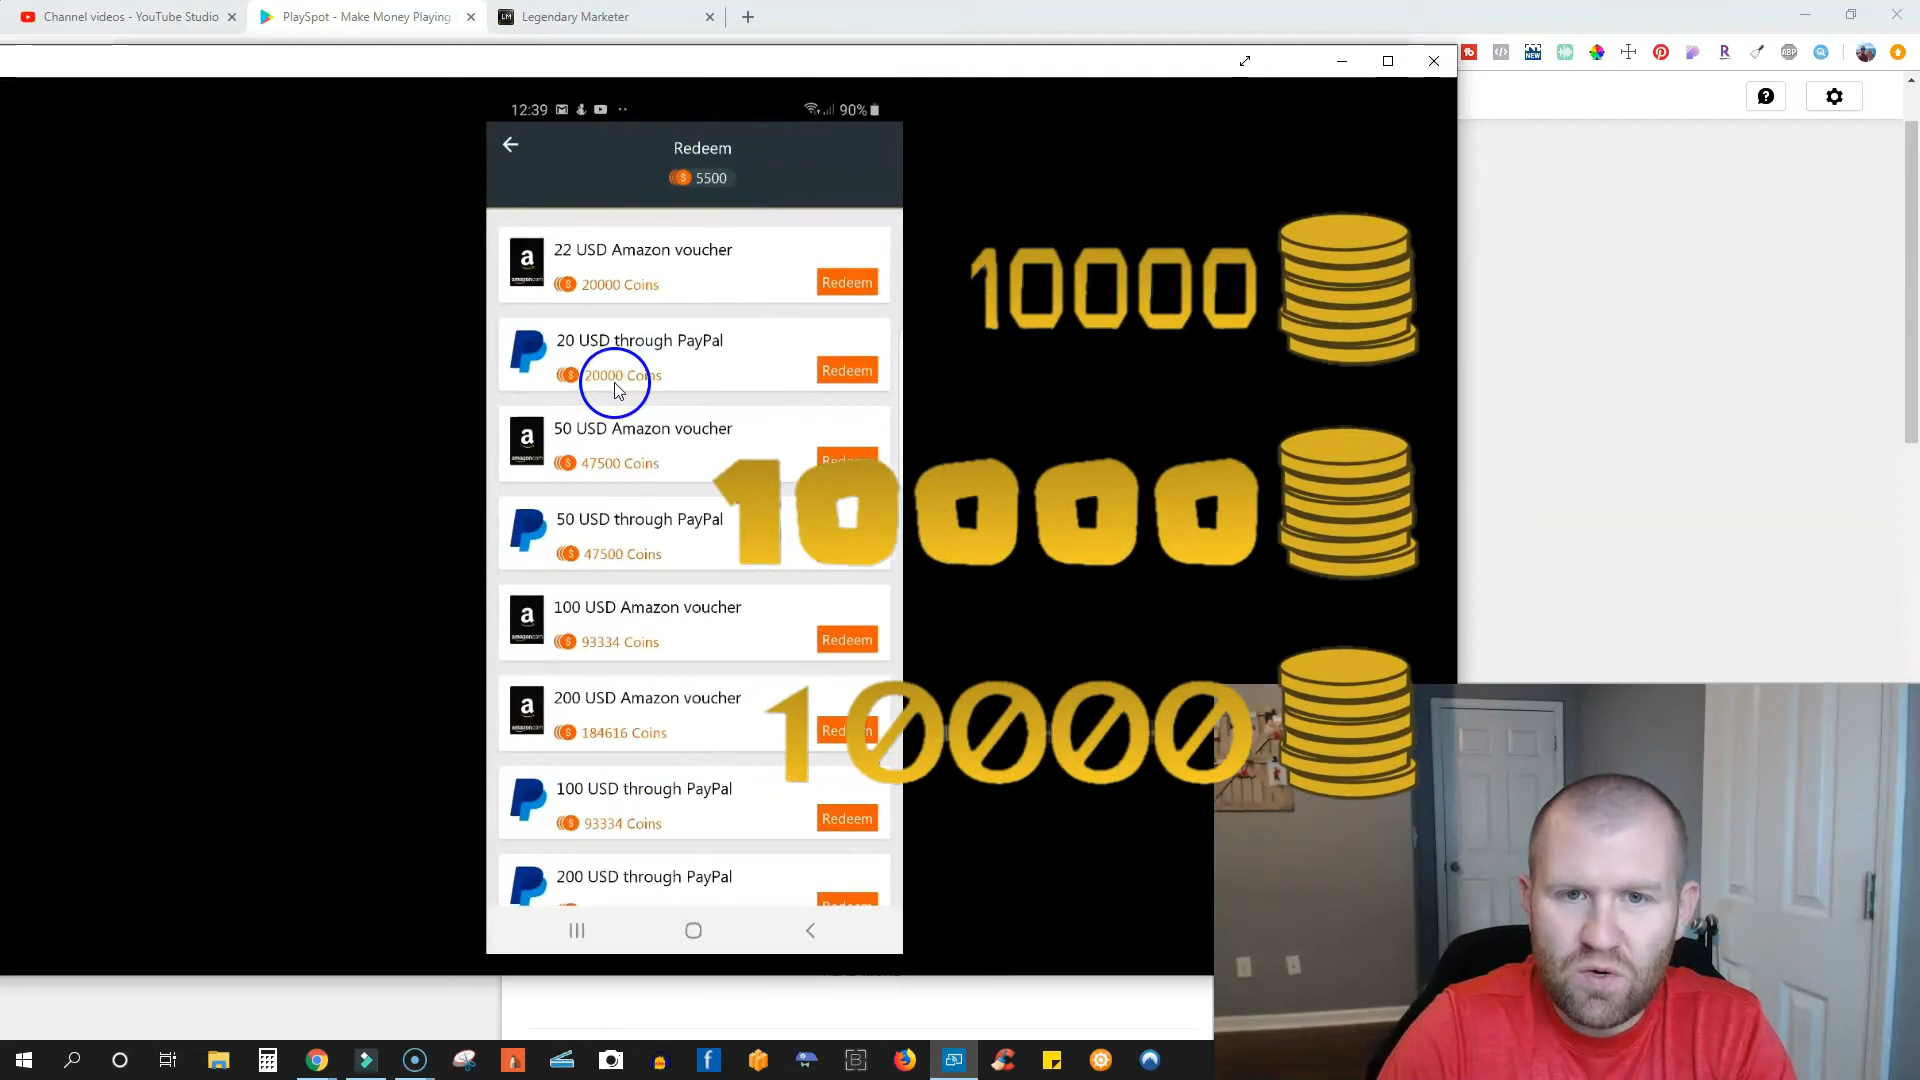 Channel videos - YouTube Studio
PlaySpot - Make Money Playing
Legendary Marketer
12:39
90%
Redeem
5500
22 USD Amazon voucher
20000 Coins
Redeem
20 USD through PayPal
20000 Coins
Redeem
50 USD Amazon voucher
47500 Coins
50 USD through PayPal
47500 Coins
100 USD Amazon voucher
93334 Coins
Redeem
200 USD Amazon voucher
184616 Coins
Redeem
100 USD through PayPal
93334 Coins
Redeem
200 USD through PayPal
Redeem
10000
10000
10000